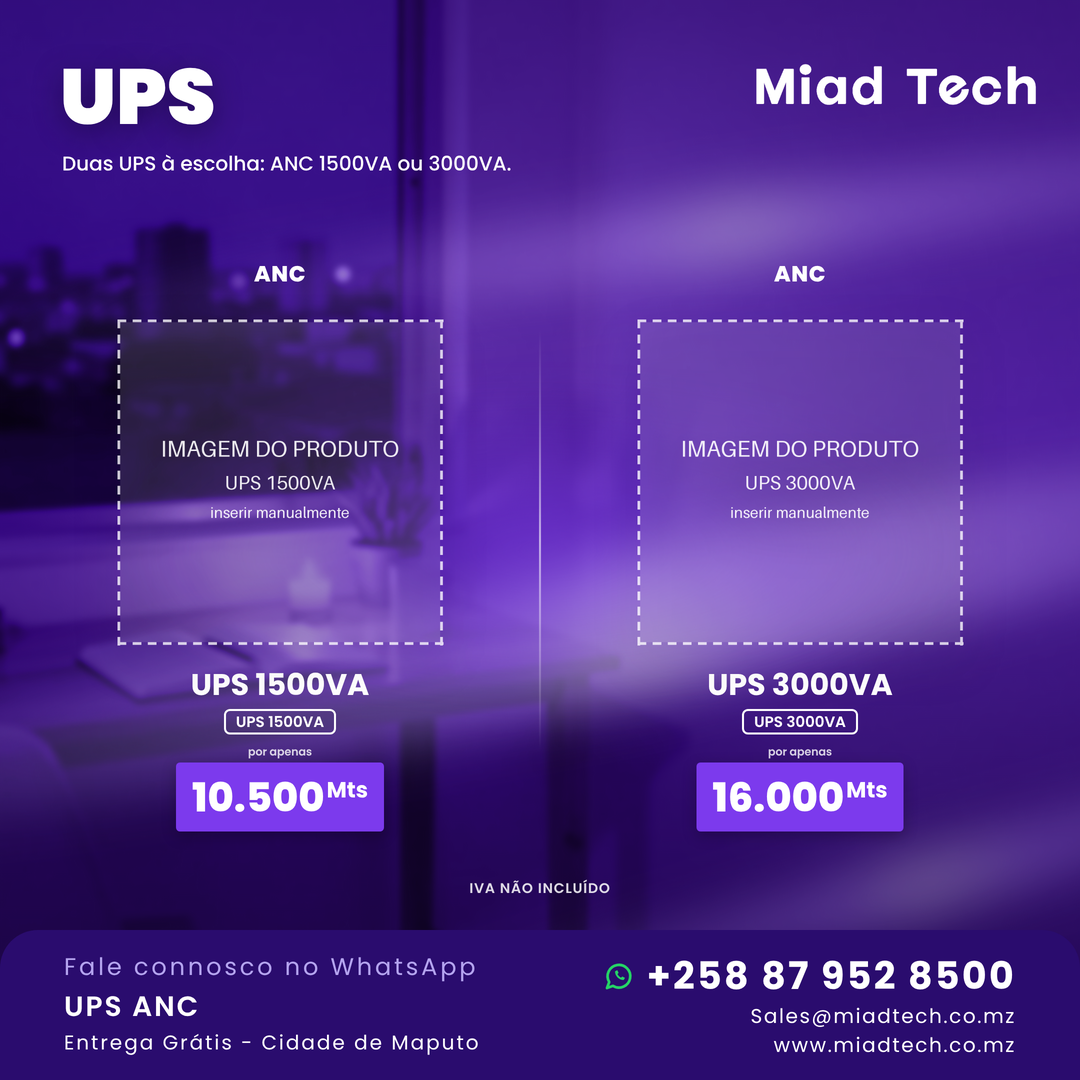 UPS
Miad Tech
Duas UPS à escolha: ANC 1500VA ou 3000VA.
ANC
IMAGEM DO PRODUTO
UPS 1500VA
inserir manualmente
UPS 1500VA
UPS 1500VA
por apenas
10.500Mts
ANC
IMAGEM DO PRODUTO
UPS 3000VA
inserir manualmente
UPS 3000VA
UPS 3000VA
por apenas
16.000Mts
IVA NÃO INCLUÍDO
Fale connosco no WhatsApp
UPS ANC
Entrega Grátis - Cidade de Maputo
+258 87 952 8500
Sales@miadtech.co.mz
www.miadtech.co.mz